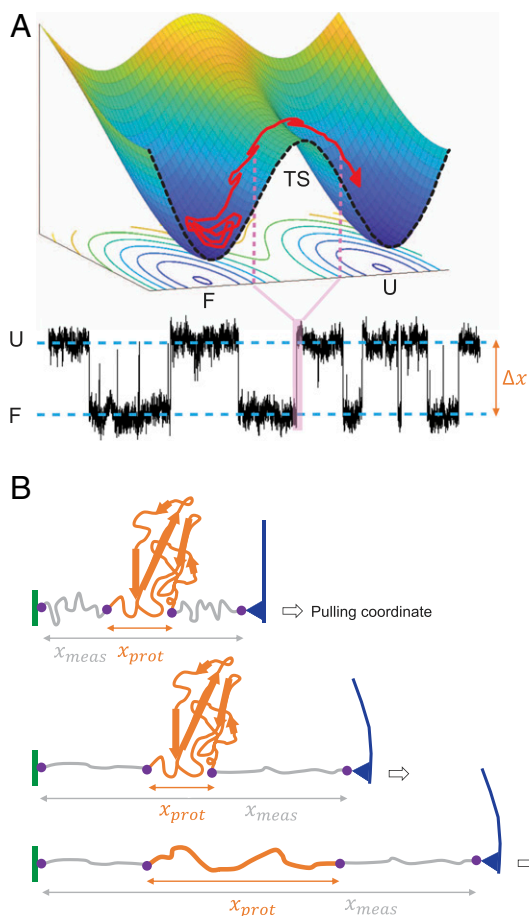 A
TS
F
U
U
F
Δx
B
Pulling coordinate
x_meas x_prot
x_prot x_meas
x_prot x_meas